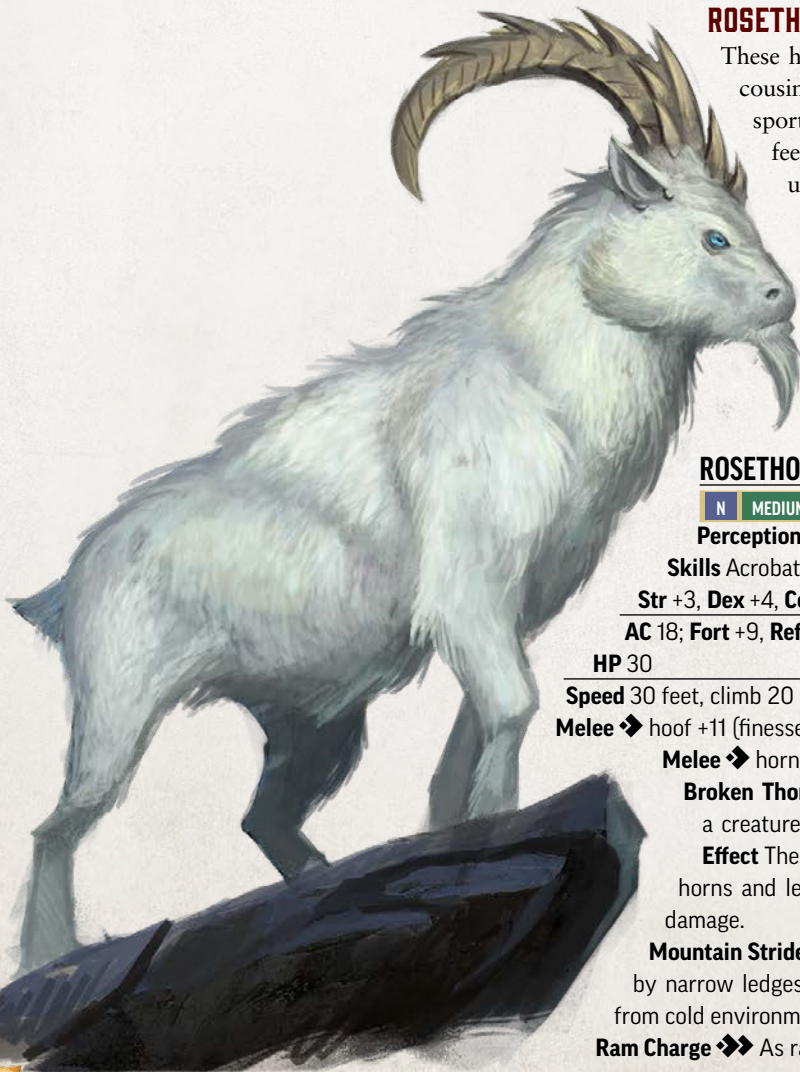 ROSETH
These h
cousin
sport
fee
u
ROSETHO
N MEDIUM
Perception
Skills Acrobat
Str +3, Dex +4, Co
AC 18; Fort +9, Ref
HP 30
Speed 30 feet, climb 20
Melee hoof +11 (finesse
Melee horn
Broken Thor
a creature
Effect The
horns and le
damage.
Mountain Stride
by narrow ledges
from cold environm
Ram Charge As ra